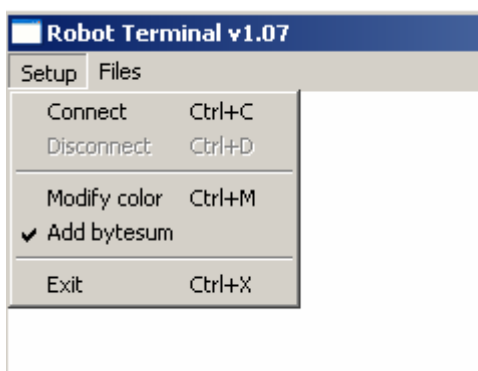 Robot Terminal v1.07
Setup Files
Connect Ctrl+C
Disconnect Ctrl+D
Modify color Ctrl+M
Add bytesum
Exit Ctrl+X